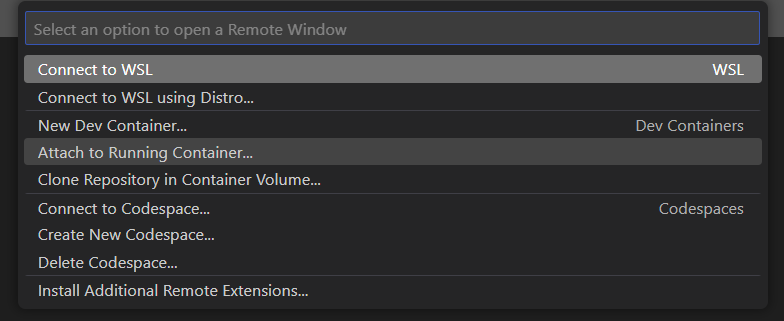 Select an option to open a Remote Window
Connect to WSL WSL
Connect to WSL using Distro...
New Dev Container... Dev Containers
Attach to Running Container...
Clone Repository in Container Volume...
Connect to Codespace... Codespaces
Create New Codespace...
Delete Codespace...
Install Additional Remote Extensions...